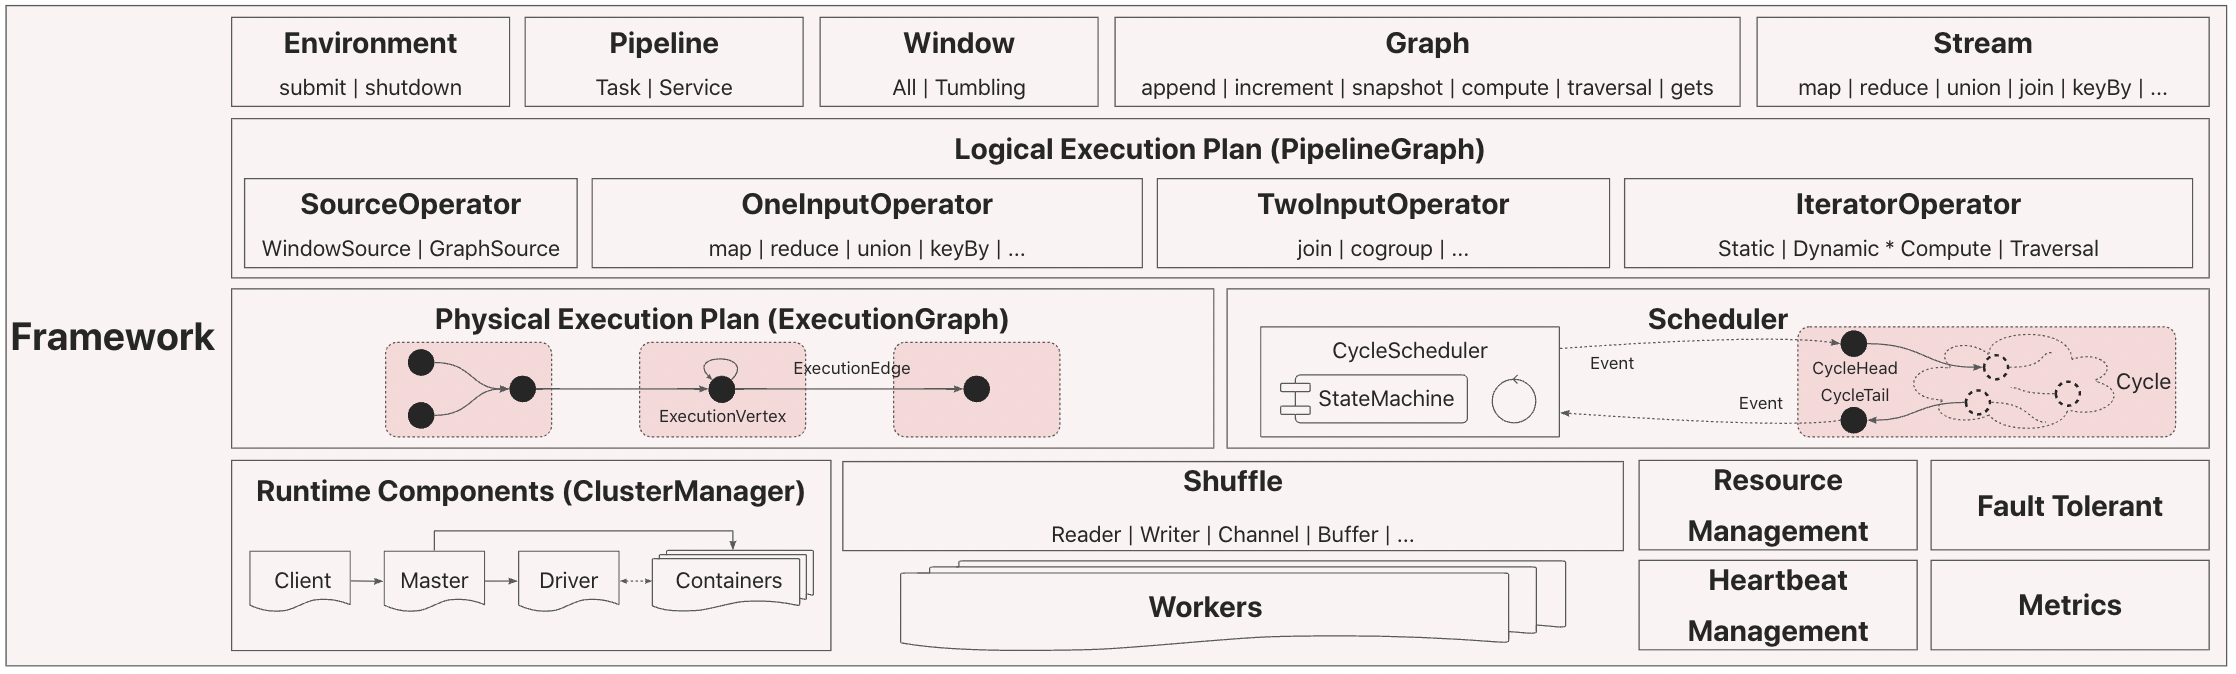 Framework
Environment
submit | shutdown
Pipeline
Task | Service
Window
All | Tumbling
Graph
append | increment | snapshot | compute | traversal | gets
Stream
map | reduce | union | join | keyBy | ...
Logical Execution Plan (PipelineGraph)
SourceOperator
WindowSource | GraphSource
OneInputOperator
map | reduce | union | keyBy | ...
TwoInputOperator
join | cogroup | ...
IteratorOperator
Static | Dynamic * Compute | Traversal
Physical Execution Plan (ExecutionGraph)
ExecutionEdge
ExecutionVertex
Scheduler
CycleScheduler
StateMachine
Event
Event
CycleHead
CycleTail
Cycle
Runtime Components (ClusterManager)
Client
Master
Driver
Containers
Shuffle
Reader | Writer | Channel | Buffer | ...
Workers
Resource
Management
Fault Tolerant
Heartbeat
Management
Metrics